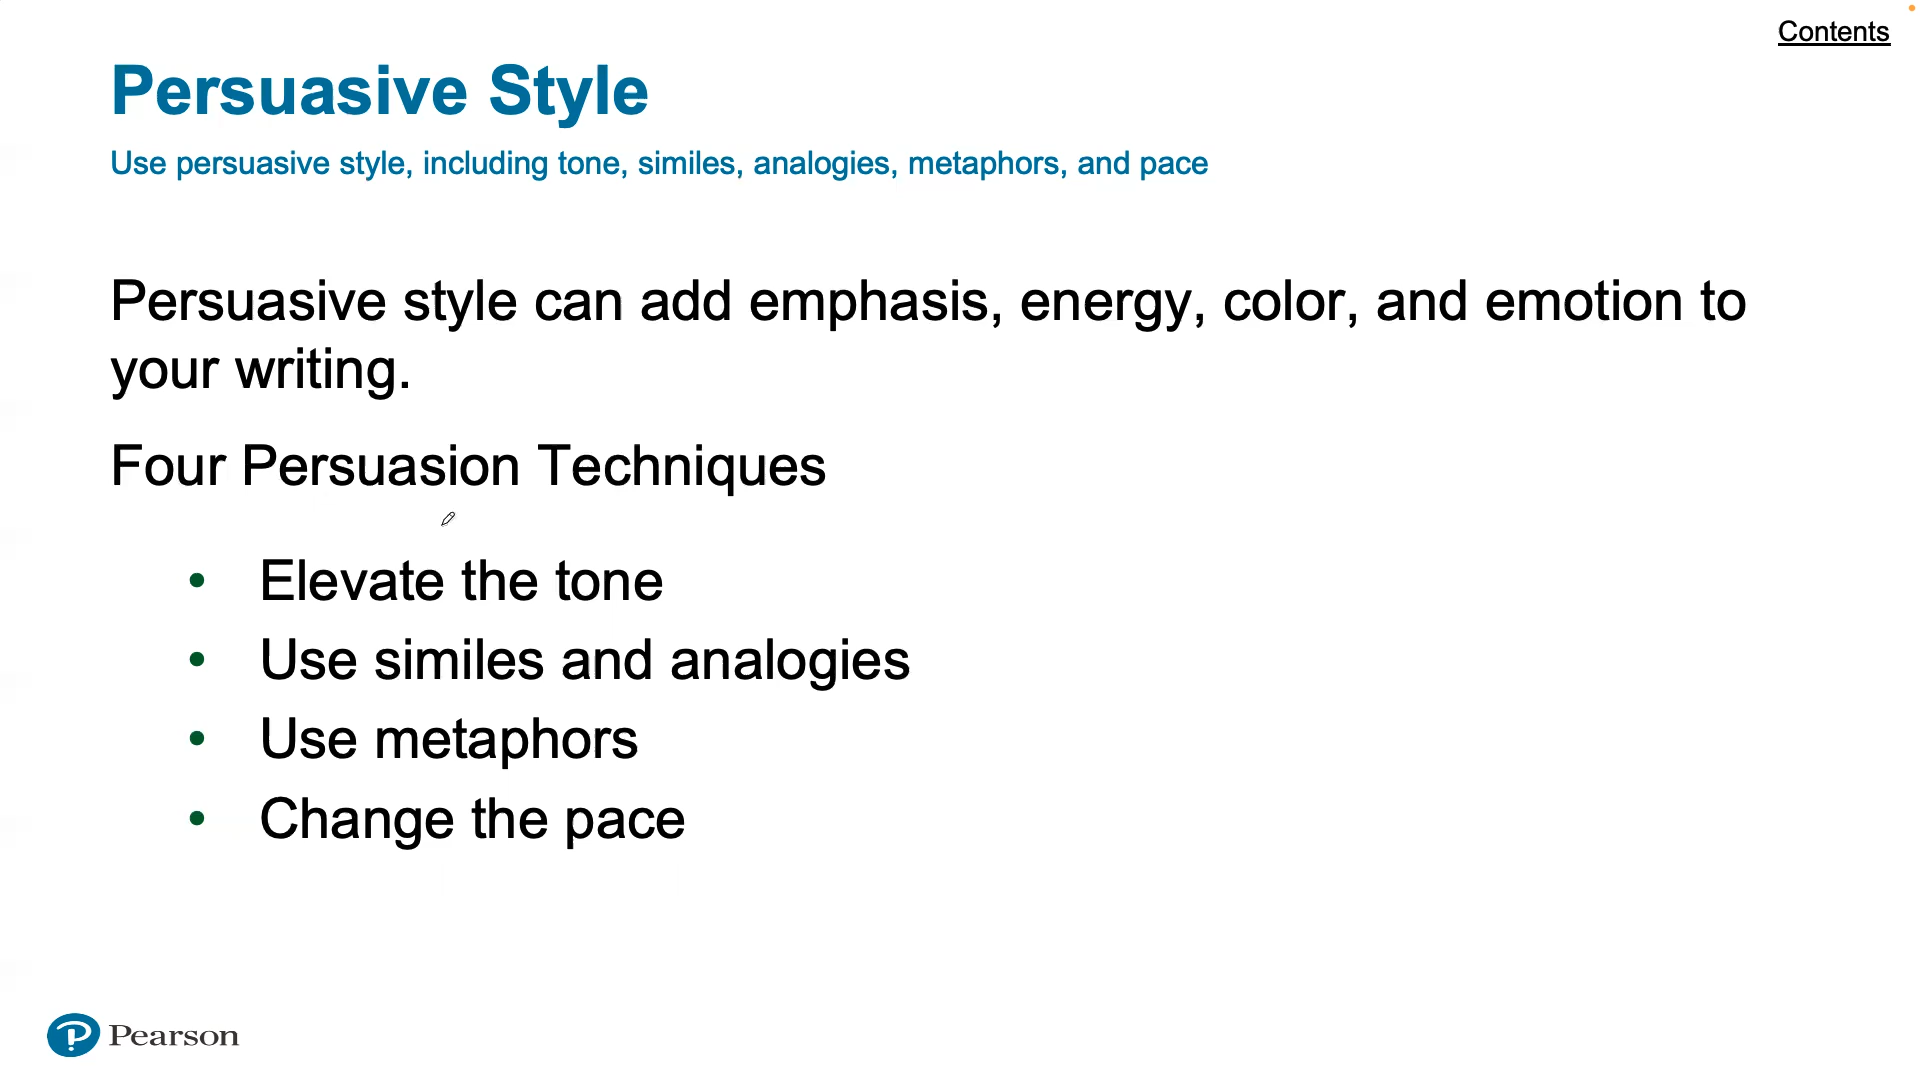 Contents
Persuasive Style
Use persuasive style, including tone, similes, analogies, metaphors, and pace
Persuasive style can add emphasis, energy, color, and emotion to
your writing.
Four Persuasion Techniques
• Elevate the tone
• Use similes and analogies
• Use metaphors
• Change the pace
Pearson